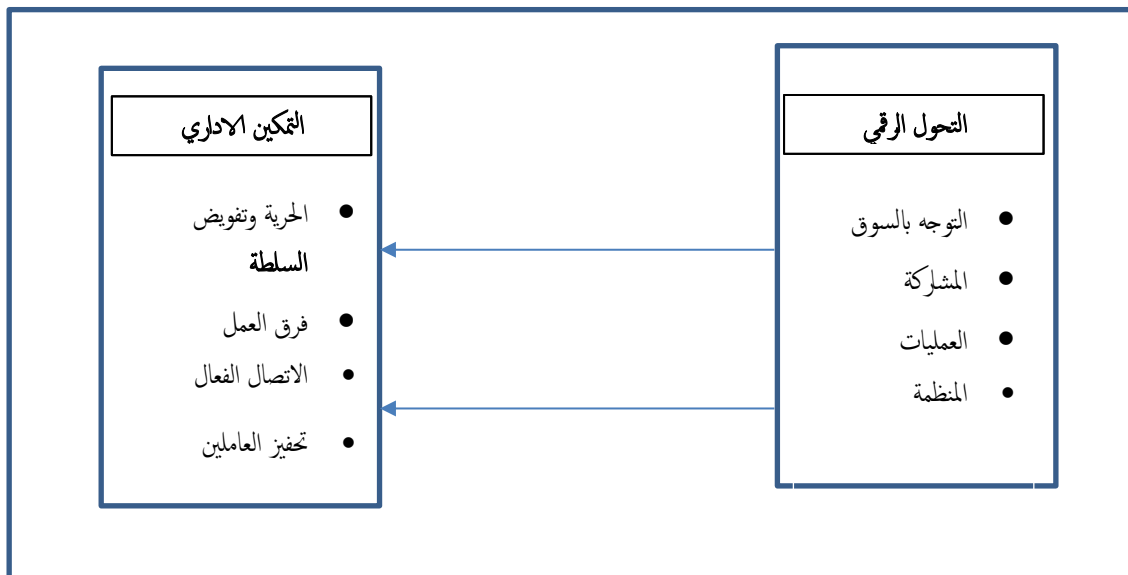 التحول الرقمي
التوجه بالسوق
المشاركة
العمليات
المنظمة
التمكين الاداري
الحرية وتفويض
السلطة
فرق العمل
الاتصال الفعال
تحفيز العاملين